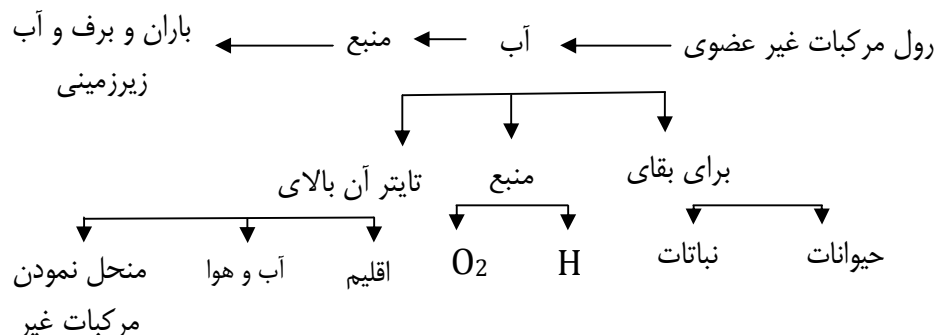 رول مرکبات غیر عضوی آب منبع باران و برف و آب
زیرزمینی
برای بقای منبع تایتر آن بالای
حیوانات نباتات H O₂ اقلیم آب و هوا منحل نمودن
مرکبات غیر